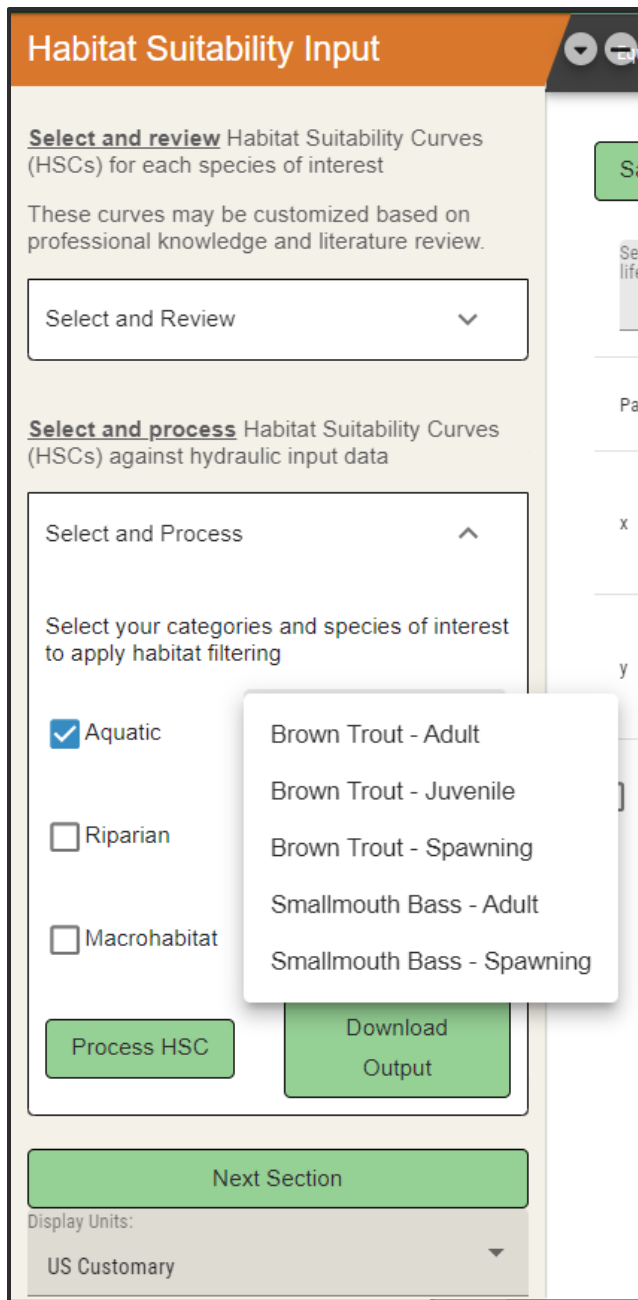 Habitat Suitability Input
Select and review Habitat Suitability Curves
(HSCs) for each species of interest
These curves may be customized based on
professional knowledge and literature review.
Select and Review
Select and process Habitat Suitability Curves
(HSCs) against hydraulic input data
Select and Process
Select your categories and species of interest
to apply habitat filtering
Aquatic
Riparian
Macrohabitat
Brown Trout - Adult
Brown Trout - Juvenile
Brown Trout - Spawning
Smallmouth Bass - Adult
Smallmouth Bass - Spawning
Process HSC
Download
Output
Next Section
Display Units:
US Customary
x
y